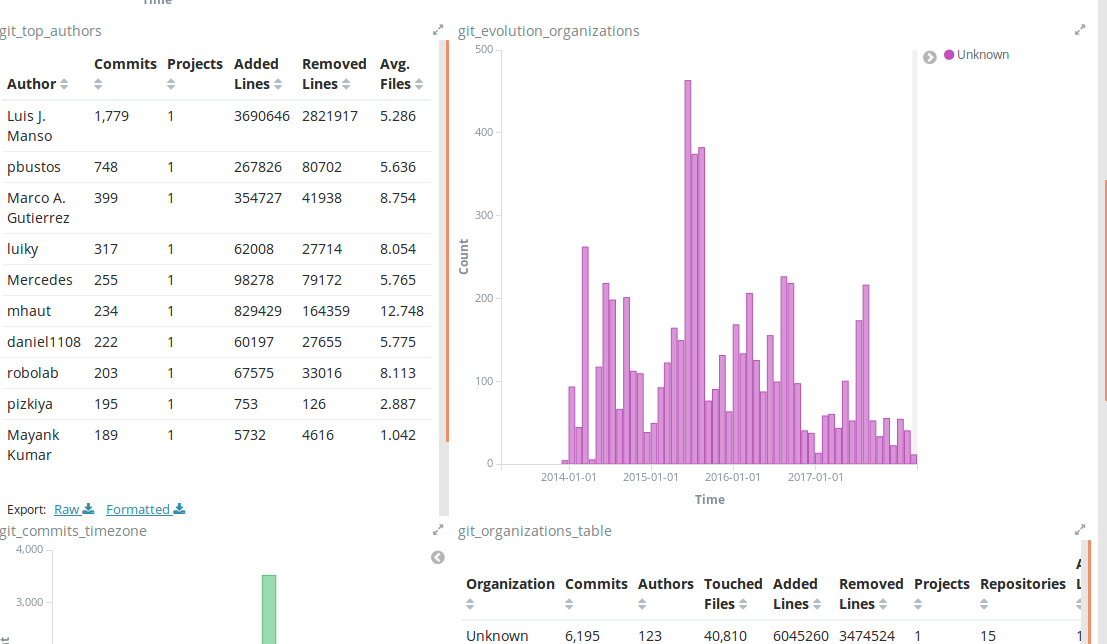 Time
git_top_authors
Author Commits Projects Added Lines Removed Lines Avg. Files
Luis J. Manso 1,779 1 3690646 2821917 5.286
pbustos 748 1 267826 80702 5.636
Marco A. Gutierrez 399 1 354727 41938 8.754
luiky 317 1 62008 27714 8.054
Mercedes 255 1 98278 79172 5.765
mhaut 234 1 829429 164359 12.748
daniel1108 222 1 60197 27655 5.775
robolab 203 1 67575 33016 8.113
pizkiya 195 1 753 126 2.887
Mayank Kumar 189 1 5732 4616 1.042
Export: Raw Formatted
git_evolution_organizations
500
400
300
200
100
0
Count
2014-01-01 2015-01-01 2016-01-01 2017-01-01
Time
Unknown
git_commits_timezone
4,000
3,000
git_organizations_table
Organization Commits Authors Touched Files Added Lines Removed Lines Projects Repositories
Unknown 6,195 123 40,810 6045260 3474524 1 15